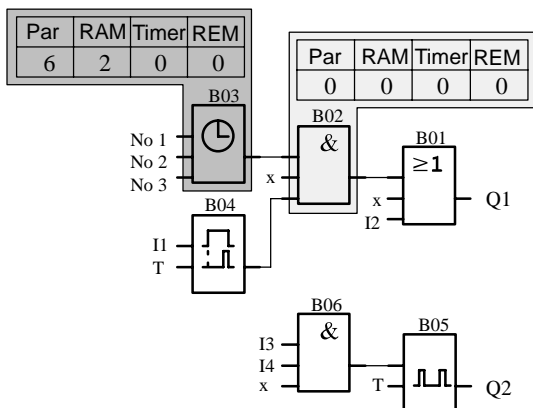 Par RAM Timer REM
6 2 0 0
Par RAM Timer REM
0 0 0 0
B03
No 1
No 2
No 3
B02
&
x
B01
≥1
x
I2
Q1
B04
I1
T
B06
&
I3
I4
x
B05
T
Q2